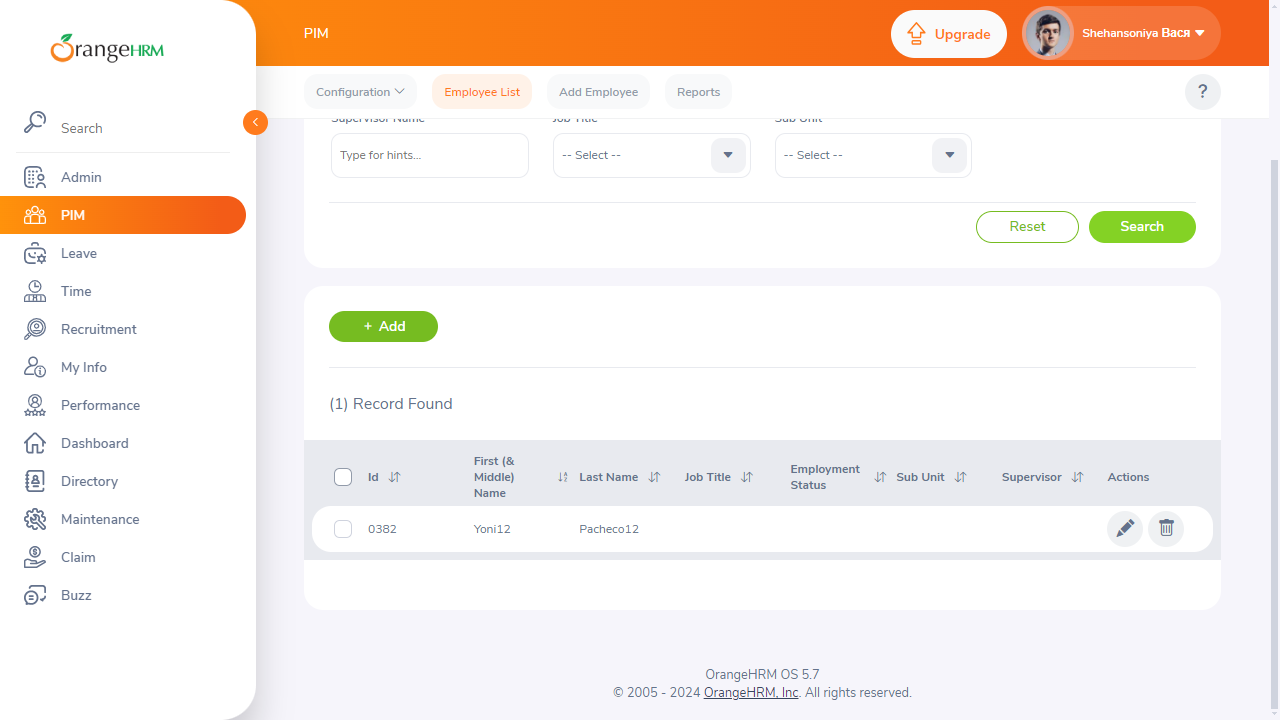 OrangeHRM
PIM
Upgrade
Shehansoniya Вася
Search
Configuration
Employee List
Add Employee
Reports
?
Admin
PIM
Leave
Time
Recruitment
My Info
Performance
Dashboard
Directory
Maintenance
Claim
Buzz
Supervisor Name
Job Title
Sub Unit
Type for hints...
-- Select --
-- Select --
Reset
Search
+ Add
(1) Record Found
Id
First (& Middle) Name
Last Name
Job Title
Employment Status
Sub Unit
Supervisor
Actions
0382
Yoni12
Pacheco12
OrangeHRM OS 5.7
© 2005 - 2024 OrangeHRM, Inc. All rights reserved.